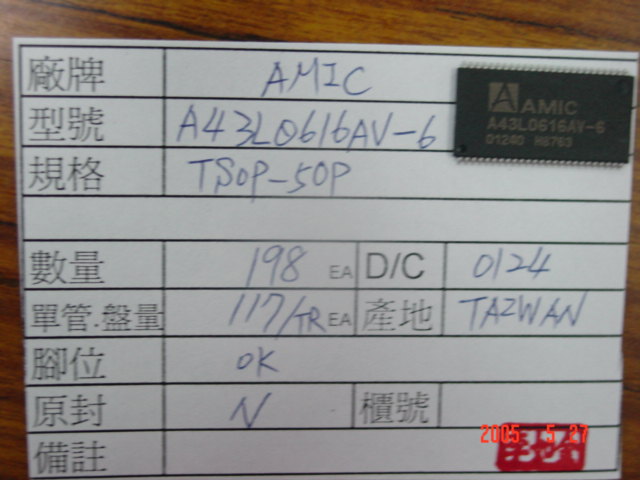 廠牌 AMIC
型號 A43L0616AV-6
規格 TSOP-50P
數量 198 EA D/C 0124
單管.盤量 117/TR EA 產地 TAIWAN
腳位 OK
原封 N 櫃號
備註
AMIC
A43L0616AV-6
0124D R8763
2005 5 27